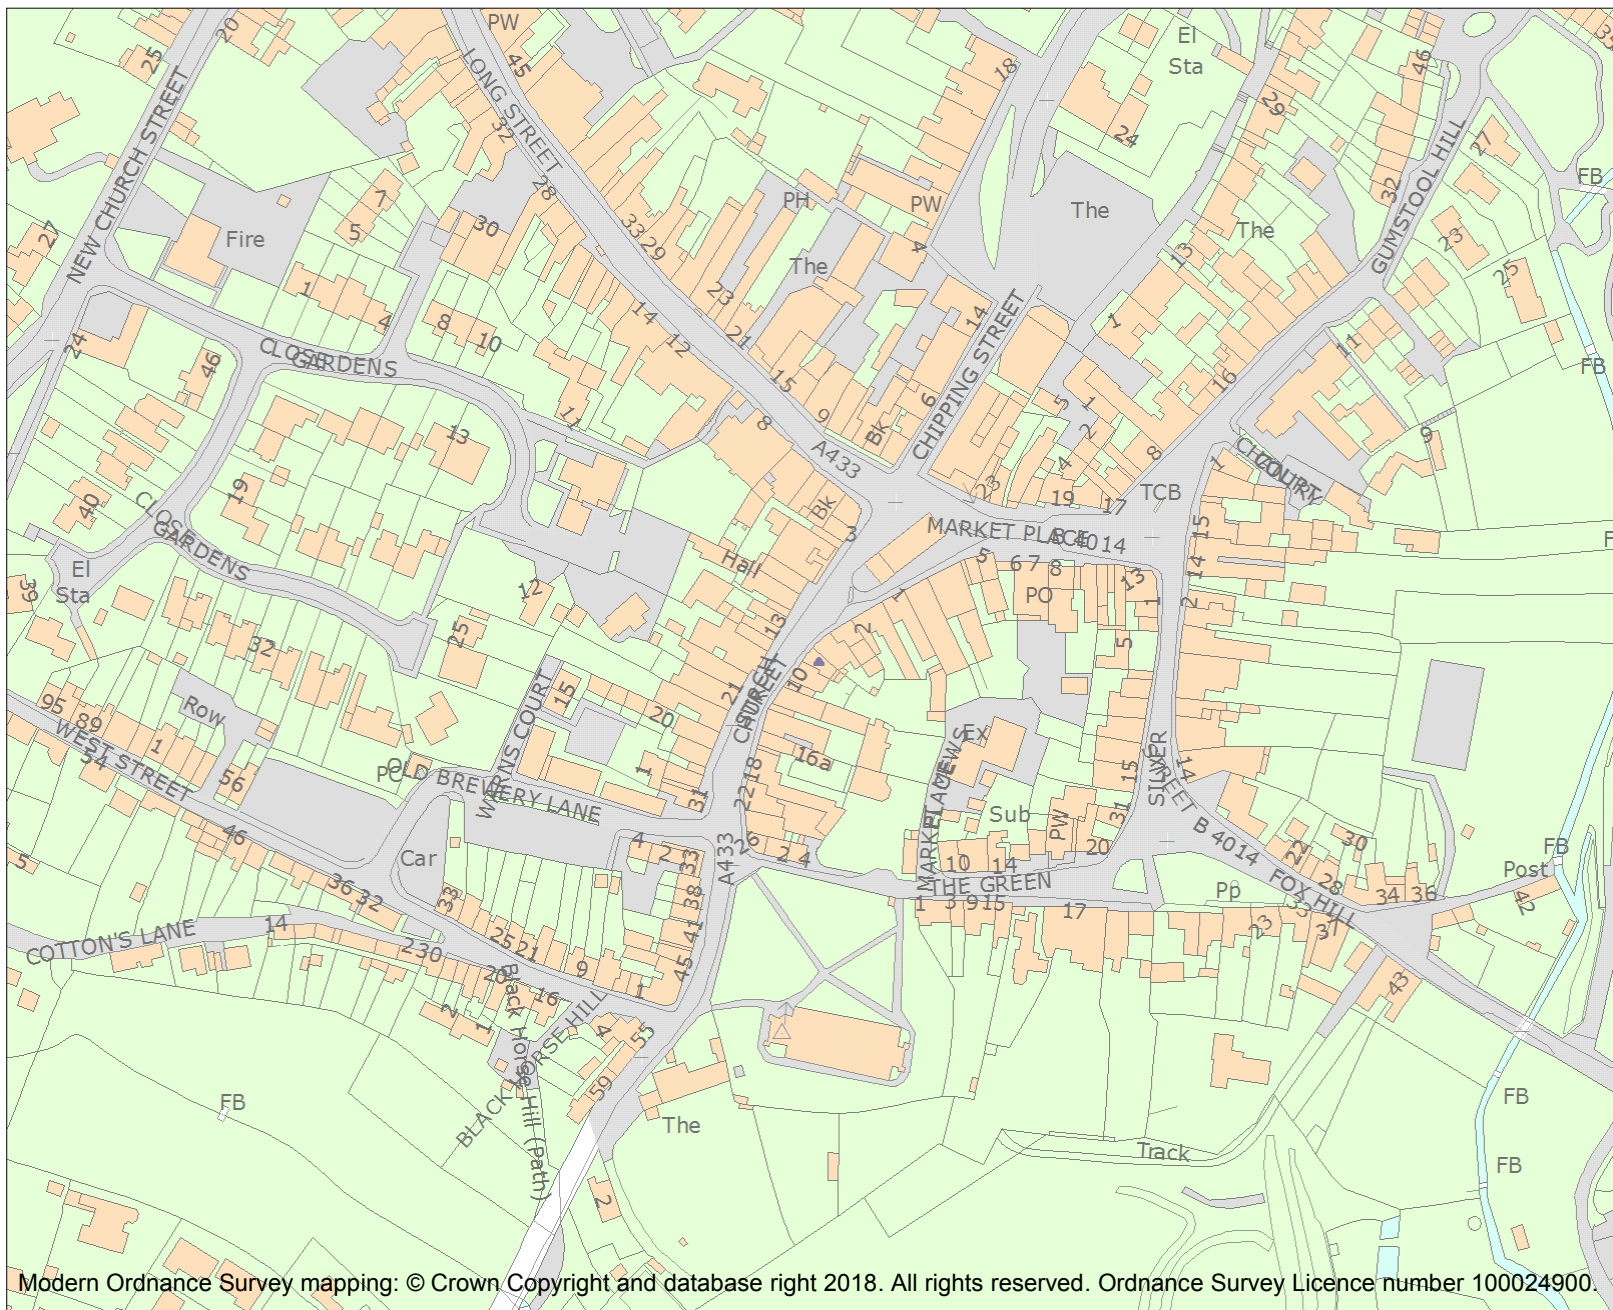 PW
45
20
25
LONG STREET
32
18
El
Sta
24
29
46
35
27
NEW CHURCH STREET
GUMSTOOL HILL
32
FB
7
5
Fire
27
30
28
33
29
PH
PW
4
The
The
The
13
23
25
The
1
4
8
10
14
12
23
21
14
CHIPPING STREET
1
11
FB
24
46
CLOSE
GARDENS
15
9
Bk
6
5
1
2
4
16
8
11
13
8
A433
9
CHOULTRY
COURT
1
19
40
CLOSE
GARDENS
Bk
3
23
19
17
TCB
MARKET PLACE
B 4014
15
14
El
Sta
39
12
Hall
5
6
7
8
PO
13
1
2
1
2
13
32
25
5
95
89
Row
1
54
WEST STREET
56
15
WARNS COURT
20
21
CHURCH
STREET
10
16a
Ex
18
22
1
31
OLD BREWERY LANE
PC
MARKET PLACE MEWS
Sub
PW
15
31
20
SILVER
STREET B 4014
14
46
5
Car
4
2
33
26
2
4
A433
10
14
THE GREEN
22
30
28
FOX HILL
FB
Post
36
32
33
38
1
3
9
15
17
Pp
34
36
42
COTTON'S LANE
14
2
30
25
21
20
16
9
1
41
45
23
33
37
43
2
1
BLACK HORSE HILL
Black Horse Hill (Path)
4
55
59
The
FB
Track
FB
FB
2
Modern Ordnance Survey mapping: © Crown Copyright and database right 2018. All rights reserved. Ordnance Survey Licence number 100024900.